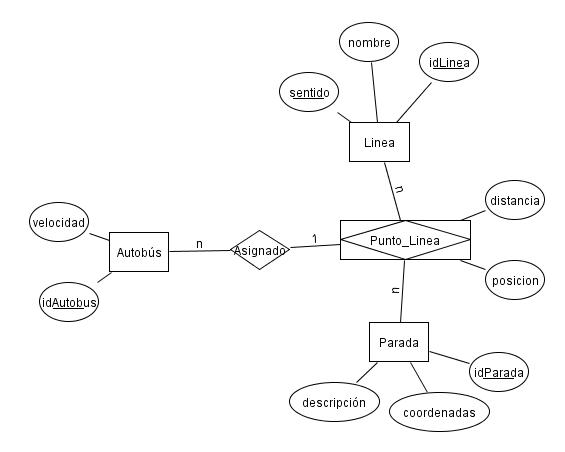 nombre
idLinea
sentido
Linea
n
distancia
velocidad
n
Asignado
1
Punto_Linea
Autobús
posicion
idAutobus
n
Parada
idParada
descripción
coordenadas